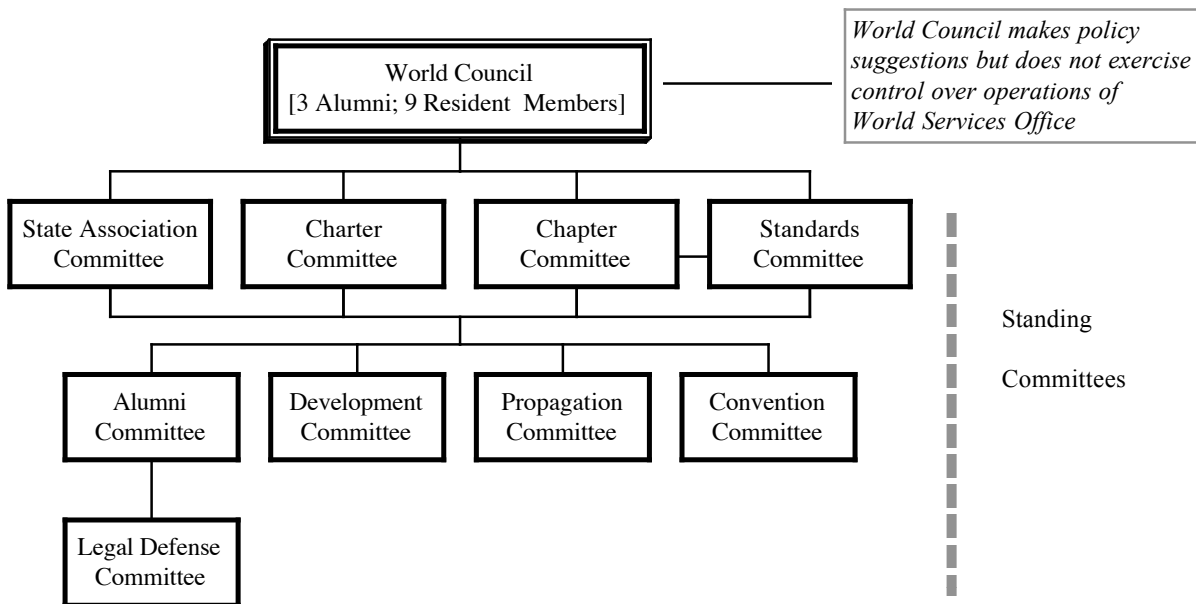 World Council
[3 Alumni; 9 Resident Members]
World Council makes policy
suggestions but does not exercise
control over operations of
World Services Office
State Association
Committee
Charter
Committee
Chapter
Committee
Standards
Committee
Standing
Committees
Alumni
Committee
Development
Committee
Propagation
Committee
Convention
Committee
Legal Defense
Committee